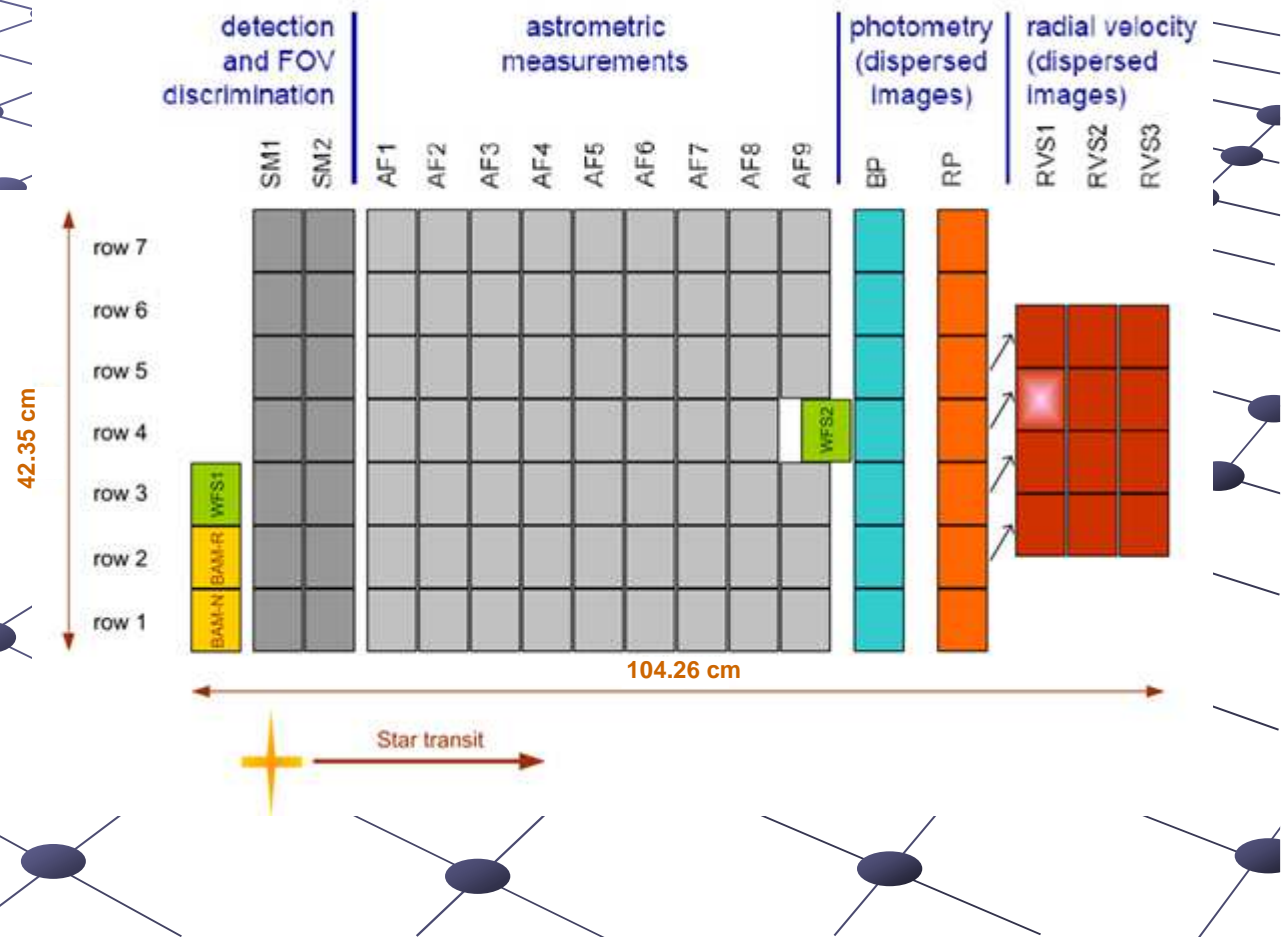 detection
and FOV
discrimination
astrometric
measurements
photometry
(dispersed
images)
radial velocity
(dispersed
images)
SM1
SM2
AF1
AF2
AF3
AF4
AF5
AF6
AF7
AF8
AF9
BP
RP
RVS1
RVS2
RVS3
row 7
row 6
row 5
row 4
row 3
row 2
row 1
42.35 cm
WFS2
WFS1
BAM-R
BAM-N
104.26 cm
Star transit